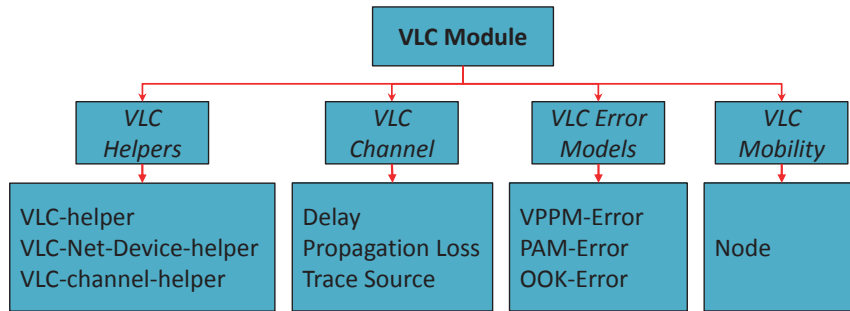 VLC Module
VLC
Helpers
VLC
Channel
VLC Error
Models
VLC
Mobility
VLC-helper
VLC-Net-Device-helper
VLC-channel-helper
Delay
Propagation Loss
Trace Source
VPPM-Error
PAM-Error
OOK-Error
Node